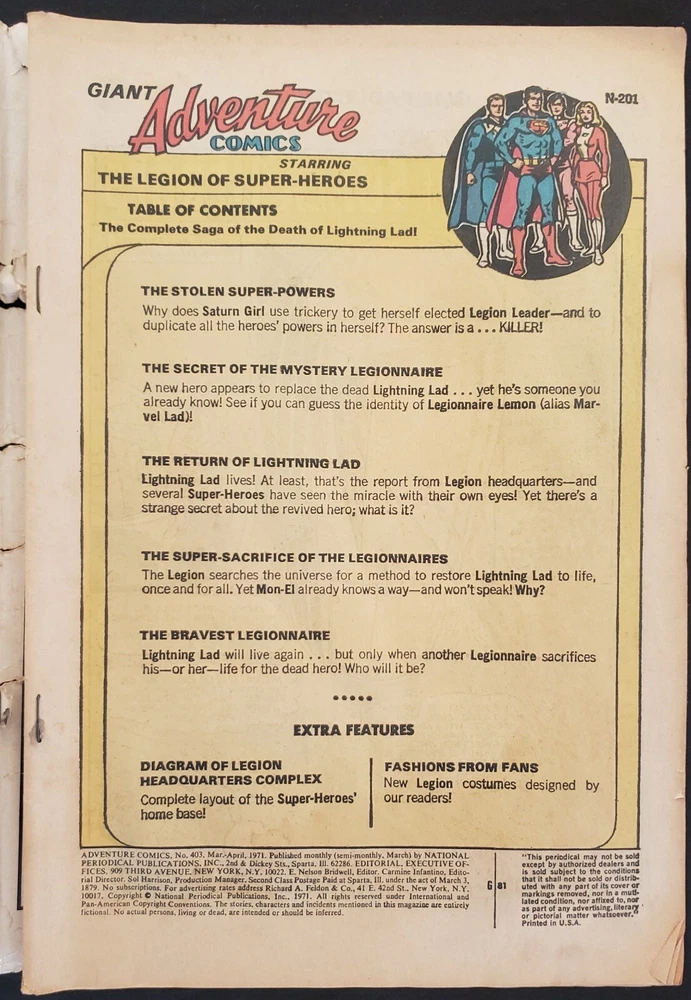 GIANT
Adventure
COMICS
N-201
STARRING
THE LEGION OF SUPER-HEROES
TABLE OF CONTENTS
The Complete Saga of the Death of Lightning Lad!
THE STOLEN SUPER-POWERS
Why does Saturn Girl use trickery to get herself elected Legion Leader—and to
duplicate all the heroes' powers in herself? The answer is a . . . KILLER!
THE SECRET OF THE MYSTERY LEGIONNAIRE
A new hero appears to replace the dead Lightning Lad . . . yet he's someone you
already know! See if you can guess the identity of Legionnaire Lemon (alias Mar-
vel Lad)!
THE RETURN OF LIGHTNING LAD
Lightning Lad lives! At least, that's the report from Legion headquarters—and
several Super-Heroes have seen the miracle with their own eyes! Yet there's a
strange secret about the revived hero; what is it?
THE SUPER-SACRIFICE OF THE LEGIONNAIRES
The Legion searches the universe for a method to restore Lightning Lad to life,
once and for all. Yet Mon-El already knows a way—and won't speak! Why?
THE BRAVEST LEGIONNAIRE
Lightning Lad will live again . . . but only when another Legionnaire sacrifices
his—or her—life for the dead hero! Who will it be?
•••••
EXTRA FEATURES
DIAGRAM OF LEGION
HEADQUARTERS COMPLEX
Complete layout of the Super-Heroes'
home base!
FASHIONS FROM FANS
New Legion costumes designed by
our readers!
ADVENTURE COMICS, No. 403, Mar.-April, 1971. Published monthly (semi-monthly, March) by NATIONAL
PERIODICAL PUBLICATIONS, INC., 2nd & Dickey Sts., Sparta, Ill. 62286. EDITORIAL, EXECUTIVE OF-
FICES, 909 THIRD AVENUE, NEW YORK, N.Y. 10022. E. Nelson Bridwell, Editor. Carmine Infantino, Edito-
rial Director. Sol Harrison, Production Manager. Second Class Postage Paid at Sparta, Ill. under the act of March 3,
1879. No subscriptions. For advertising rates address Richard A. Feldon & Co., 41 E. 42nd St., New York, N.Y.
10017. Copyright © National Periodical Publications, Inc., 1971. All rights reserved under International and
Pan-American Copyright Conventions. The stories, characters and incidents mentioned in this magazine are entirely
fictional. No actual persons, living or dead, are intended or should be inferred.
G 81
"This periodical may not be sold
except by authorized dealers and
is sold subject to the conditions
that it shall not be sold or distrib-
uted with any part of its cover or
markings removed, nor in a muti-
lated condition, nor affixed to, nor
as part of any advertising, literary
or pictorial matter whatsoever."
Printed in U.S.A.